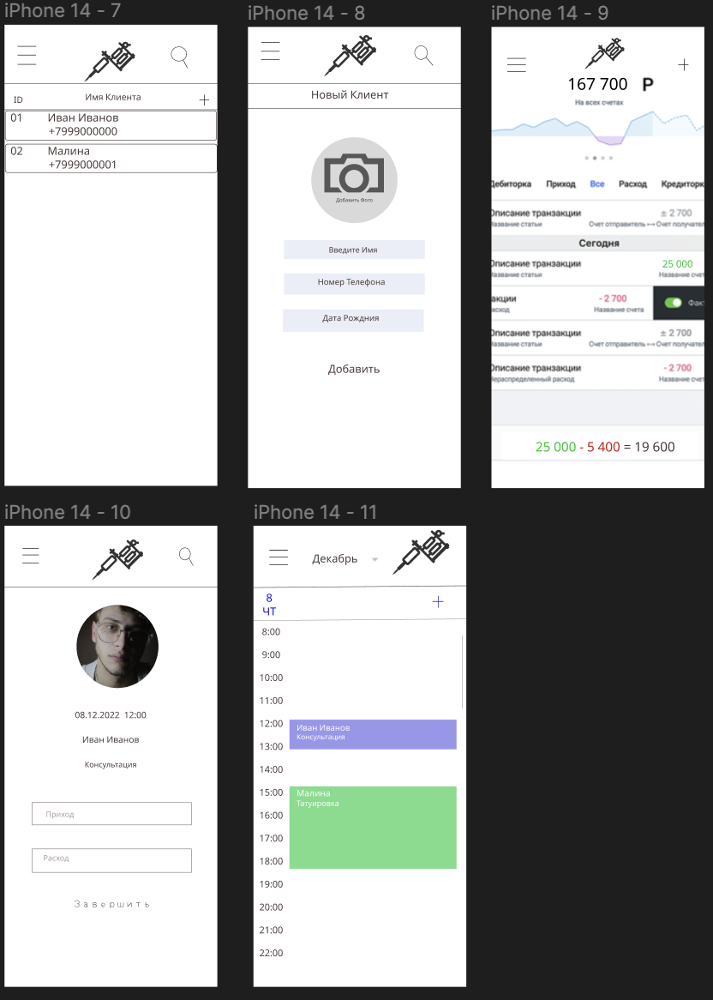 iPhone 14 - 7
ID Имя Клиента +
01 Иван Иванов
+7999000000
02 Малина
+7999000001
iPhone 14 - 8
Новый Клиент
Добавить Фото
Введите Имя
Номер Телефона
Дата Рождния
Добавить
iPhone 14 - 9
+
167 700 Р
На всех счетах
Дебиторка Приход Все Расход Кредиторк
Описание транзакции ± 2 700
Название статьи Счет отправитель ⟷ Счет получател
Сегодня
Описание транзакции 25 000
Название статьи Название счет
акции - 2 700 Факт
асход Название счета
Описание транзакции ± 2 700
Название статьи Счет отправитель ⟷ Счет получател
Описание транзакции - 2 700
Нераспределенный расход Название счет
25 000 - 5 400 = 19 600
iPhone 14 - 10
08.12.2022 12:00
Иван Иванов
Консультация
Приход
Расход
Завершить
iPhone 14 - 11
Декабрь
8 +
ЧТ
8:00
9:00
10:00
11:00
12:00
Иван Иванов
Консультация
13:00
14:00
15:00 Малина
Татуировка
16:00
17:00
18:00
19:00
20:00
21:00
22:00